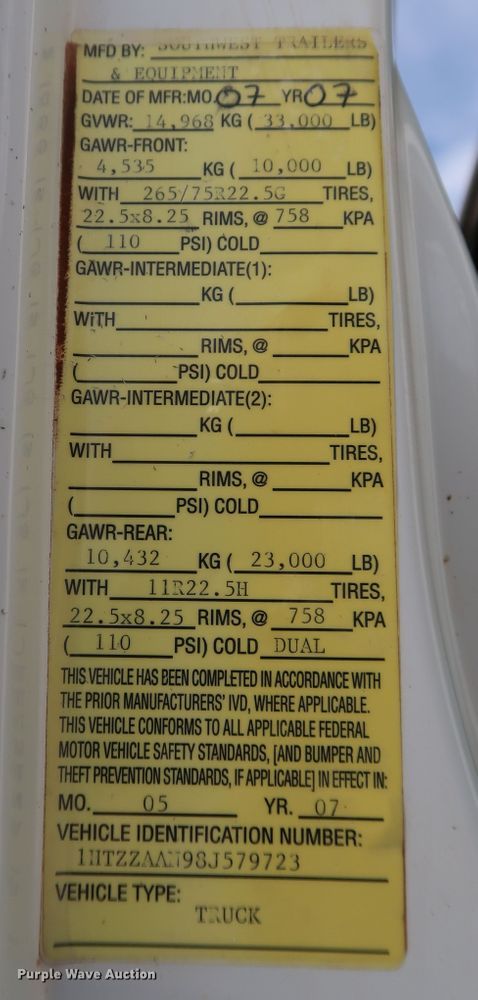 MFD BY: SOUTHWEST TRAILERS
& EQUIPMENT
DATE OF MFR:MO 07 YR 07
GVWR: 14,968 KG ( 33,000 LB)
GAWR-FRONT:
4,535 KG ( 10,000 LB)
WITH 265/75R22.5G TIRES,
22.5x8.25 RIMS, @ 758 KPA
( 110 PSI) COLD
GAWR-INTERMEDIATE(1):
KG ( LB)
WITH TIRES,
RIMS, @ KPA
( PSI) COLD
GAWR-INTERMEDIATE(2):
KG ( LB)
WITH TIRES,
RIMS, @ KPA
( PSI) COLD
GAWR-REAR:
10,432 KG ( 23,000 LB)
WITH 11R22.5H TIRES,
22.5x8.25 RIMS, @ 758 KPA
( 110 PSI) COLD DUAL
THIS VEHICLE HAS BEEN COMPLETED IN ACCORDANCE WITH
THE PRIOR MANUFACTURERS' IVD, WHERE APPLICABLE.
THIS VEHICLE CONFORMS TO ALL APPLICABLE FEDERAL
MOTOR VEHICLE SAFETY STANDARDS, [AND BUMPER AND
THEFT PREVENTION STANDARDS, IF APPLICABLE] IN EFFECT IN:
MO. 05 YR. 07
VEHICLE IDENTIFICATION NUMBER:
1HTZZAAN98J579723
VEHICLE TYPE:
TRUCK
Purple Wave Auction